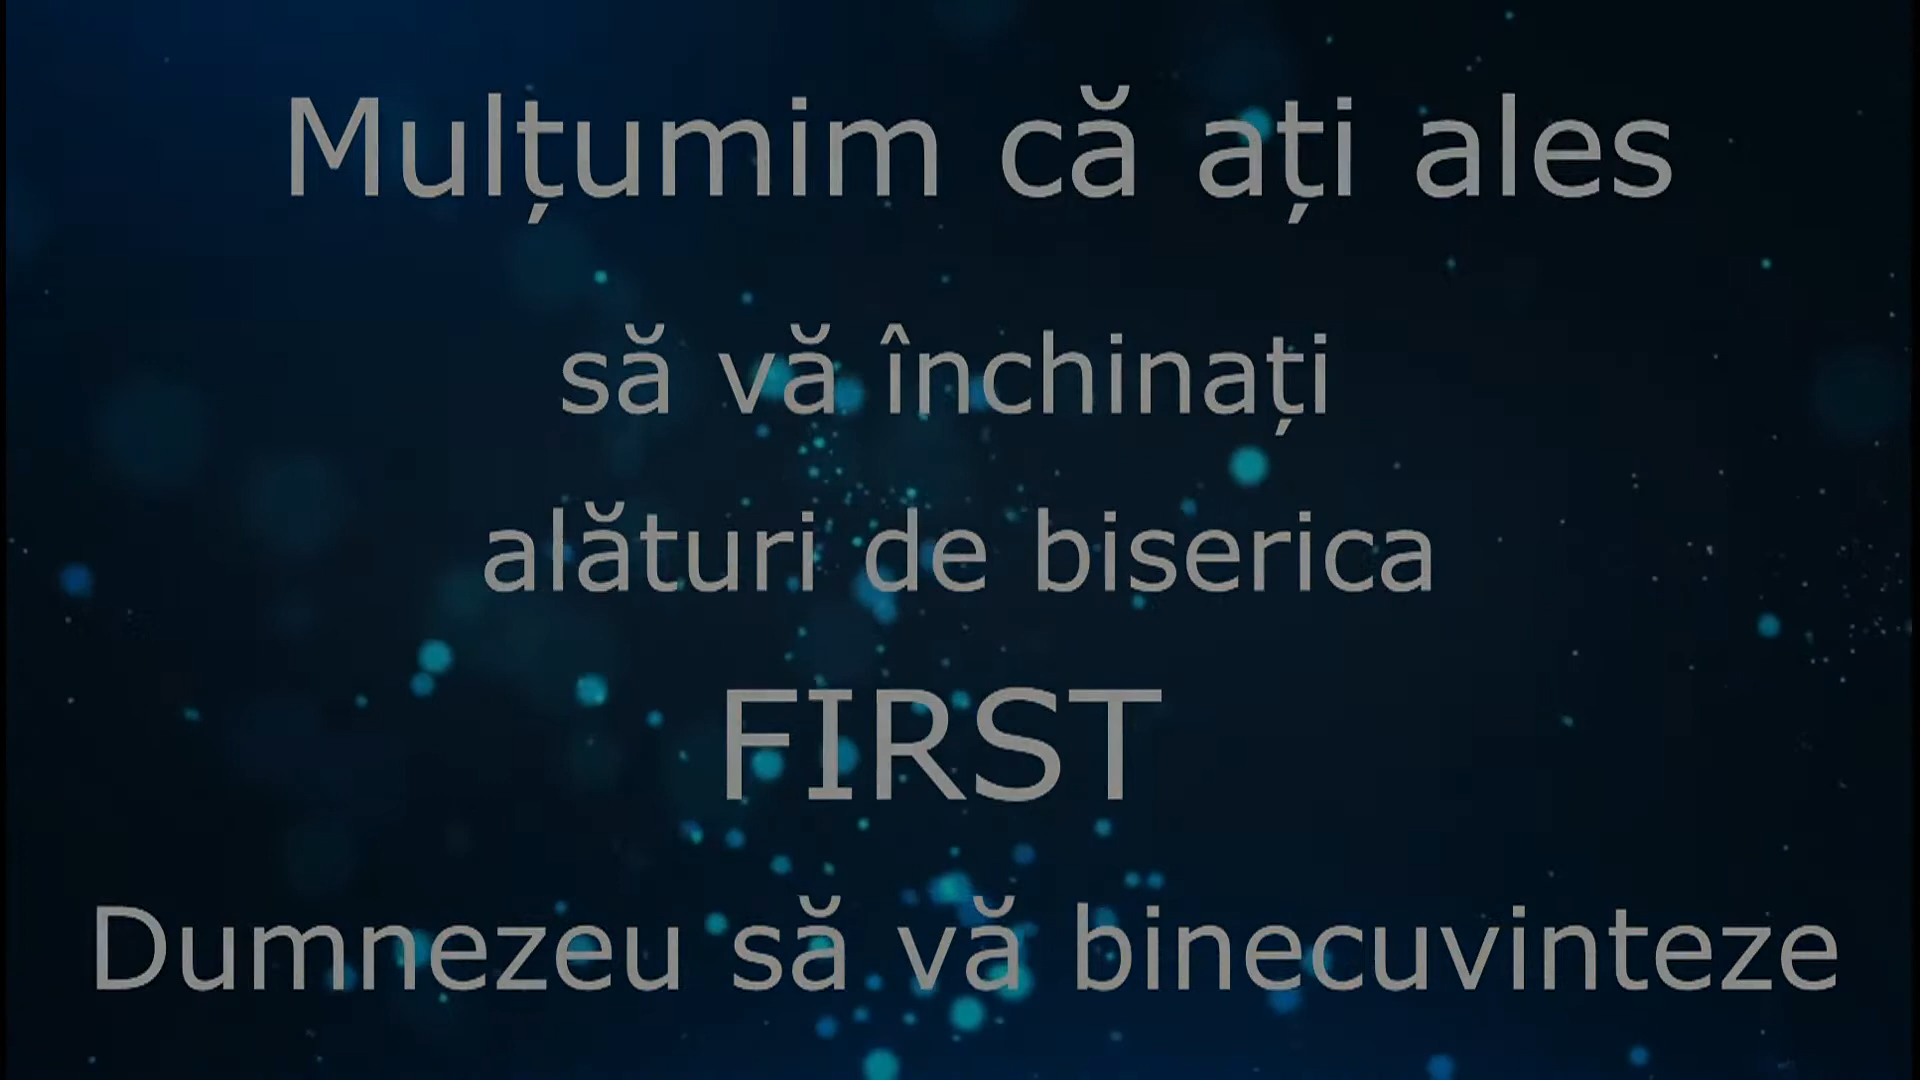 Mulțumim că ați ales
să vă închinați
alături de biserica
FIRST
Dumnezeu să vă binecuvinteze